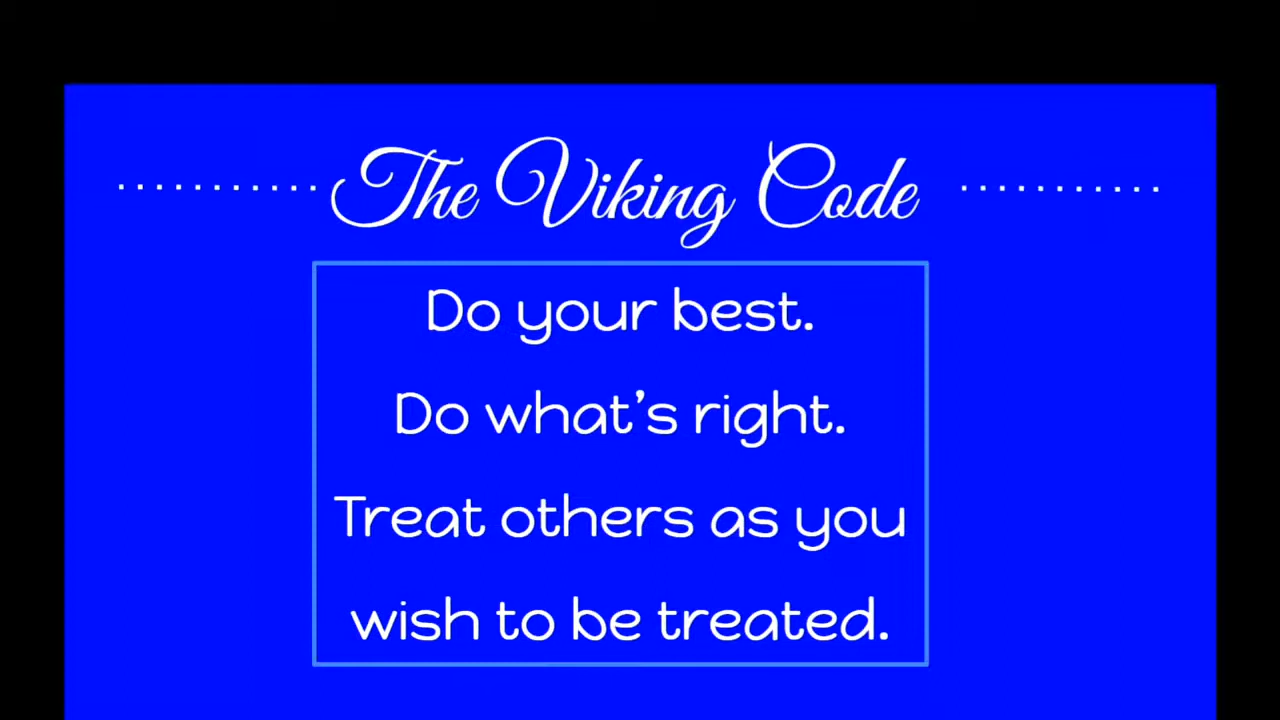 The Viking Code
Do your best.
Do what's right.
Treat others as you
wish to be treated.